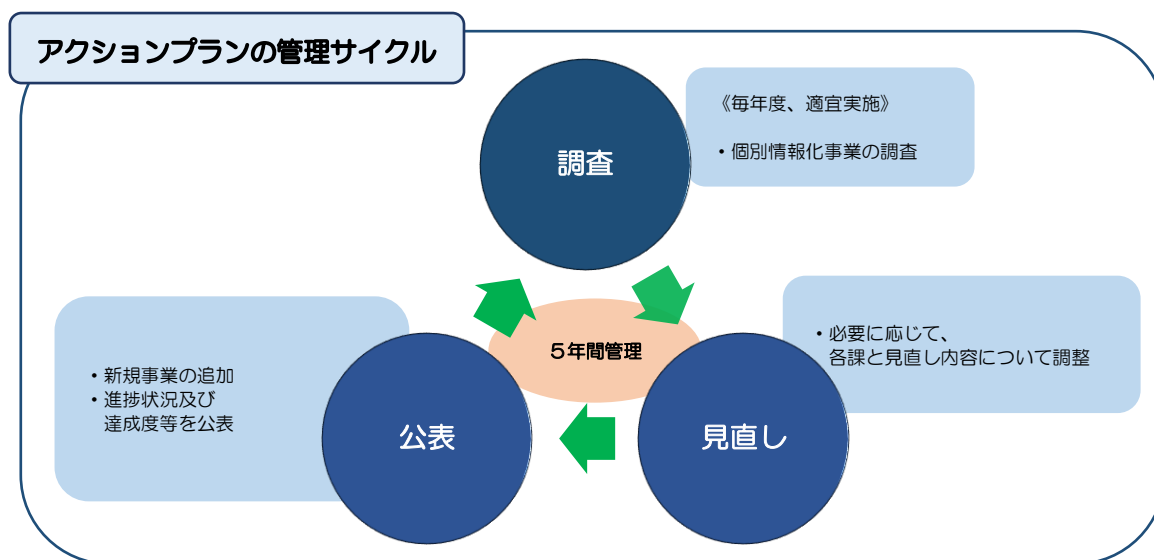 アクションプランの管理サイクル
調査
《毎年度、適宜実施》
・個別情報化事業の調査
５年間管理
見直し
・必要に応じて、
各課と見直し内容について調整
公表
・新規事業の追加
・進捗状況及び
達成度等を公表